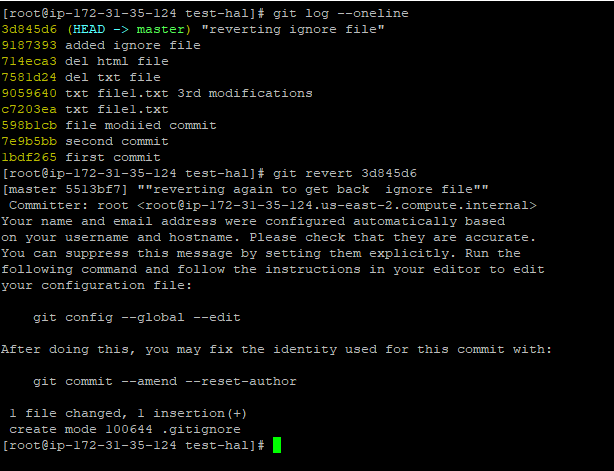 [root@ip-172-31-35-124 test-hal]# git log --oneline
3d845d6 (HEAD -> master) "reverting ignore file"
9187393 added ignore file
714eca3 del html file
7581d24 del txt file
9059640 txt file1.txt 3rd modifications
c7203ea txt file1.txt
598b1cb file modiied commit
7e9b5bb second commit
1bdf265 first commit
[root@ip-172-31-35-124 test-hal]# git revert 3d845d6
[master 5513bf7] ""reverting again to get back  ignore file""
 Committer: root <root@ip-172-31-35-124.us-east-2.compute.internal>
Your name and email address were configured automatically based
on your username and hostname. Please check that they are accurate.
You can suppress this message by setting them explicitly. Run the
following command and follow the instructions in your editor to edit
your configuration file:
    git config --global --edit
After doing this, you may fix the identity used for this commit with:
    git commit --amend --reset-author
 1 file changed, 1 insertion(+)
 create mode 100644 .gitignore
[root@ip-172-31-35-124 test-hal]#